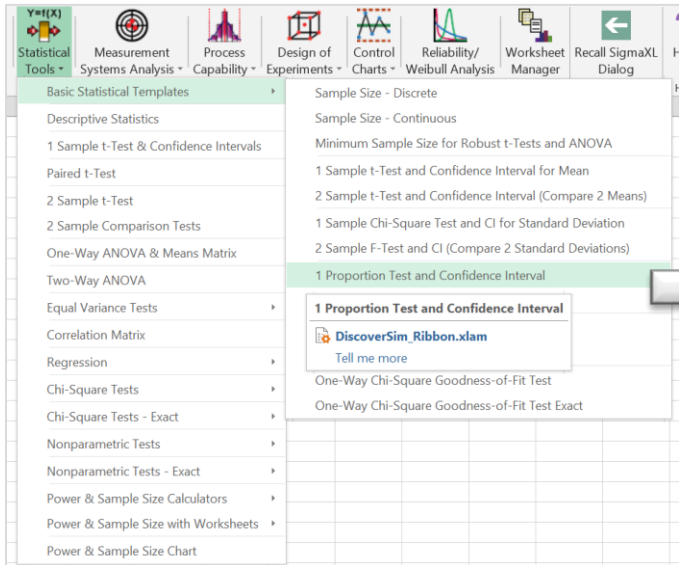 Y=f(X)
Statistical
Tools
Measurement
Systems Analysis
Process
Capability
Design of
Experiments
Control
Charts
Reliability/
Weibull Analysis
Worksheet
Manager
Recall SigmaXL
Dialog
H
H
Basic Statistical Templates
Descriptive Statistics
1 Sample t-Test & Confidence Intervals
Paired t-Test
2 Sample t-Test
2 Sample Comparison Tests
One-Way ANOVA & Means Matrix
Two-Way ANOVA
Equal Variance Tests
Correlation Matrix
Regression
Chi-Square Tests
Chi-Square Tests - Exact
Nonparametric Tests
Nonparametric Tests - Exact
Power & Sample Size Calculators
Power & Sample Size with Worksheets
Power & Sample Size Chart
Sample Size - Discrete
Sample Size - Continuous
Minimum Sample Size for Robust t-Tests and ANOVA
1 Sample t-Test and Confidence Interval for Mean
2 Sample t-Test and Confidence Interval (Compare 2 Means)
1 Sample Chi-Square Test and CI for Standard Deviation
2 Sample F-Test and CI (Compare 2 Standard Deviations)
1 Proportion Test and Confidence Interval
1 Proportion Test and Confidence Interval
DiscoverSim_Ribbon.xlam
Tell me more
One-Way Chi-Square Goodness-of-Fit Test
One-Way Chi-Square Goodness-of-Fit Test Exact